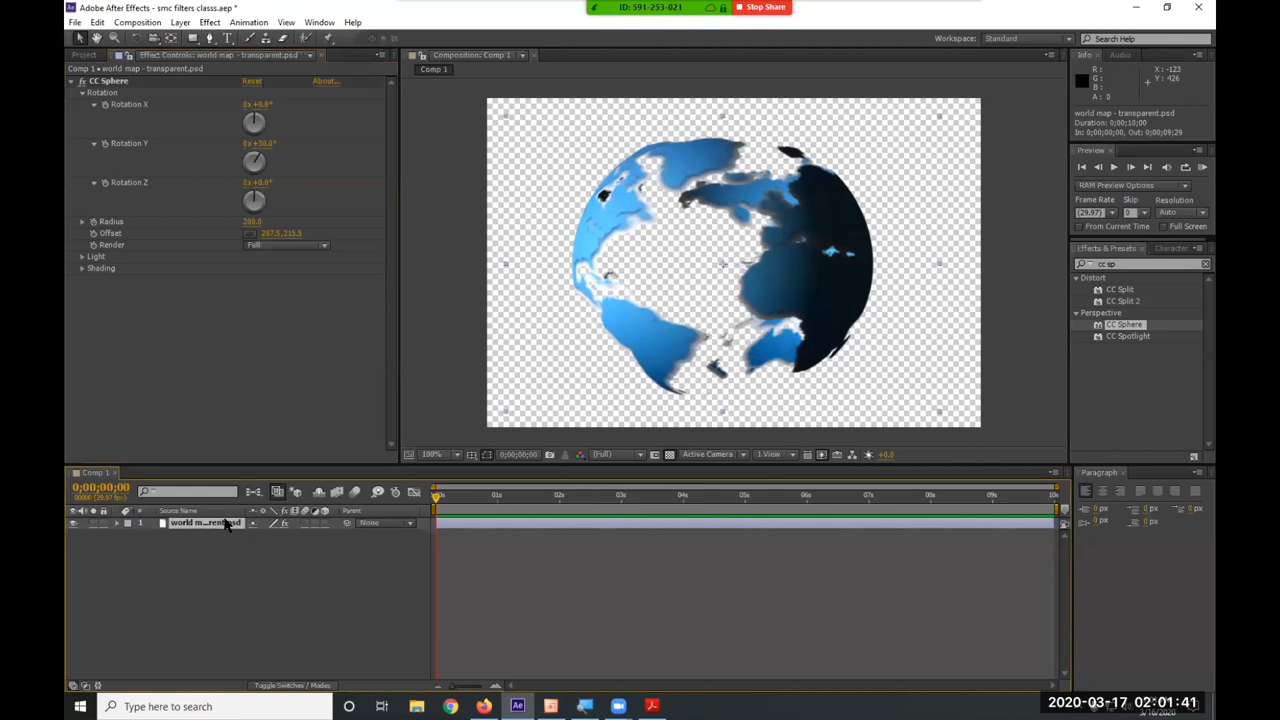 Adobe After Effects - smc filters classs.aep *
ID: 591-253-021
Stop Share
File Edit Composition Layer Effect Animation View Window Help
Workspace: Standard
Search Help
Project
Effect Controls: world map - transparent.psd
Composition: Comp 1
Info
Audio
Comp 1 • world map - transparent.psd
Comp 1
R :
G :
B :
A : 0
X : -123
Y : 426
CC Sphere
Reset
About...
Rotation
Rotation X
0x +0.0°
world map - transparent.psd
Duration: 0;00;10;00
In: 0;00;00;00, Out: 0;00;09;29
Rotation Y
0x +38.0°
Preview
Rotation Z
0x +0.0°
RAM Preview Options
Frame Rate Skip Resolution
(29.97) 0 Auto
Radius
200.0
From Current Time Full Screen
Offset
287.5, 215.5
Render
Full
Effects & Presets
Character
Light
cc sp
Shading
Distort
CC Split
CC Split 2
Perspective
CC Sphere
CC Spotlight
100%
0;00;00;00
(Full)
Active Camera
1 View
+0.0
Comp 1
Paragraph
0;00;00;00
00000 (29.97 fps)
01s 02s 03s 04s 05s 06s 07s 08s 09s 10s
# Source Name
Parent
0 px 0 px 0 px
0 px 0 px
1 world m...rent.psd
None
Toggle Switches / Modes
Type here to search
2020-03-17 02:01:41